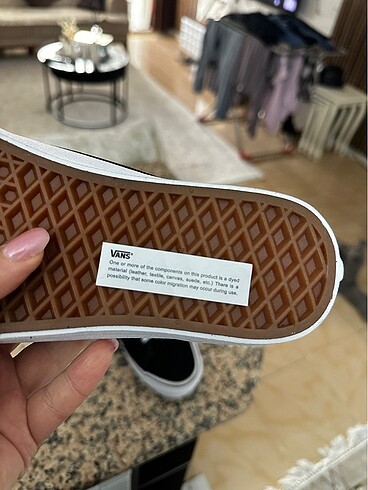 VANS
One or more of the components on this product is a dyed
material (leather, textile, canvas, suede, etc.) There is a
possibility that some color migration may occur during use.